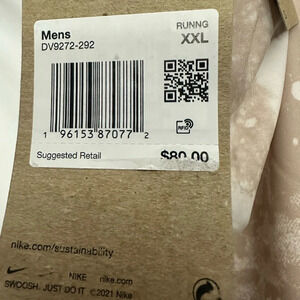 Mens
RUNNG
DV9272-292
XXL
1 96153 87077 2
RFID
Suggested Retail
$80.00
nike.com/sustainability
NIKE nike.com
SWOOSH. JUST DO IT ©2021 Nike